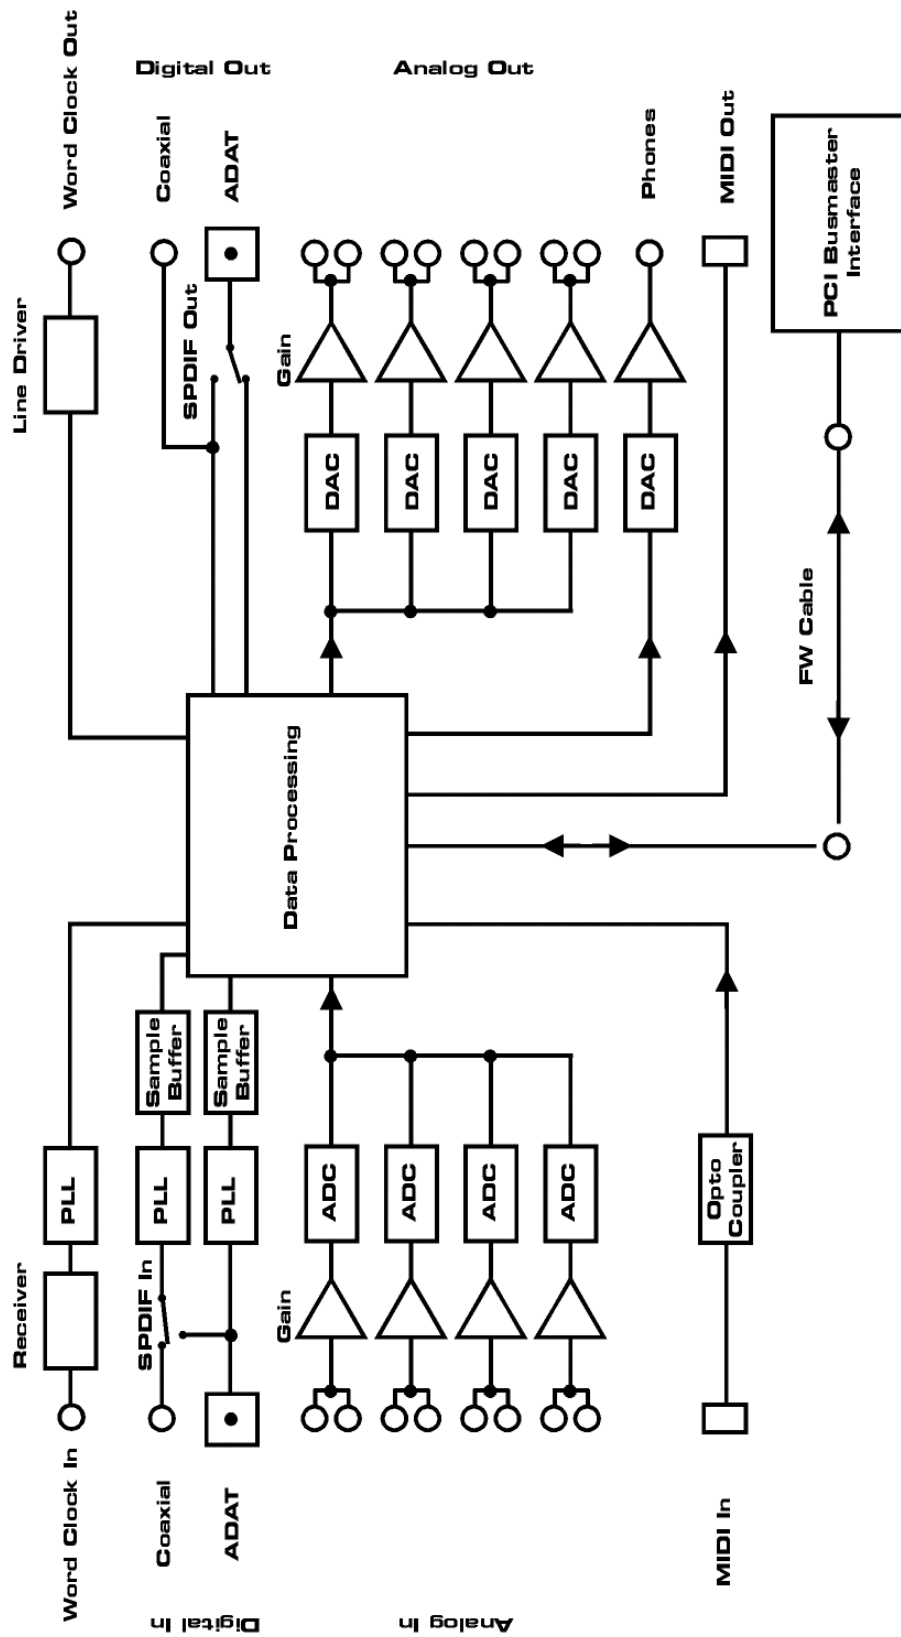 Word Clock In
Receiver
PLL
Line Driver
Word Clock Out
Digital In
Coaxial
SPDIF In
PLL
Sample
Buffer
ADAT
PLL
Sample
Buffer
Data Processing
SPDIF Out
Coaxial
ADAT
Digital Out
Analog In
Gain
ADC
ADC
ADC
ADC
DAC
DAC
DAC
DAC
DAC
Gain
Analog Out
Phones
MIDI In
Opto
Coupler
MIDI Out
FW Cable
PCI Busmaster
Interface